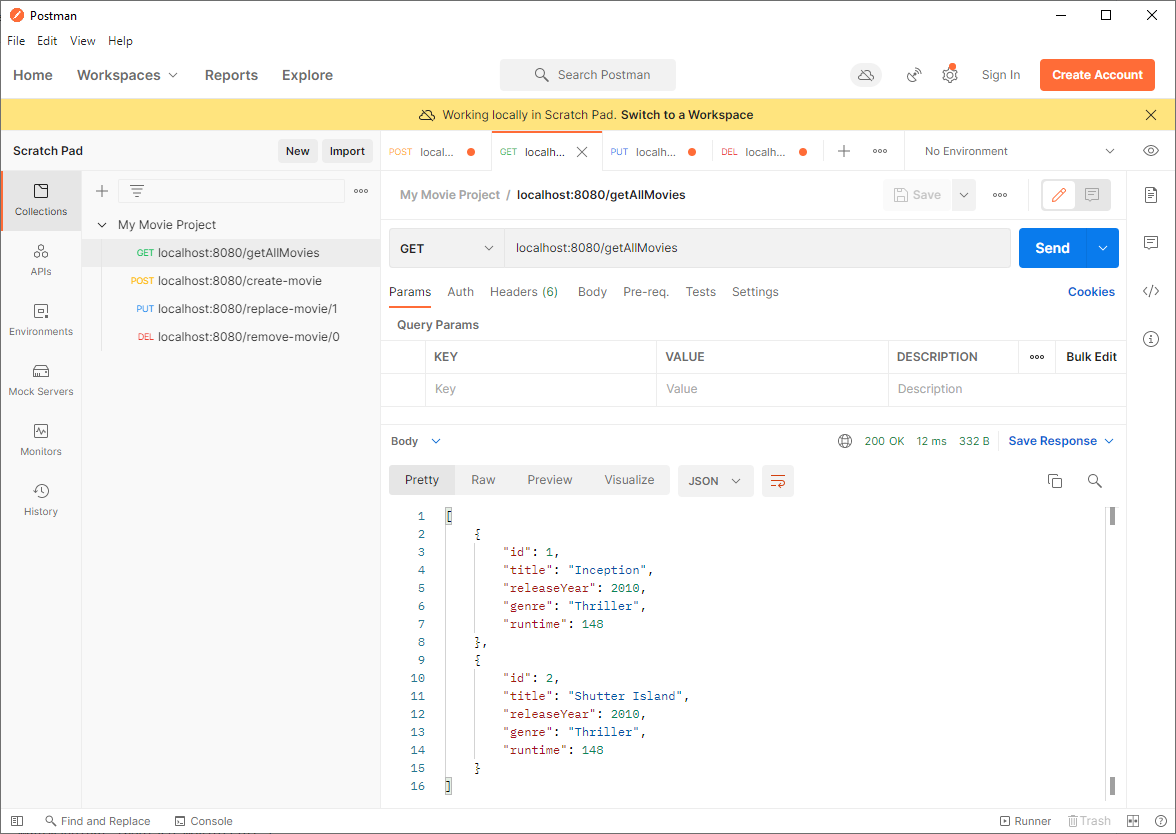 Postman
File Edit View Help
Home Workspaces Reports Explore Search Postman Sign In Create Account
Working locally in Scratch Pad. Switch to a Workspace
Scratch Pad New Import POST local... GET localh... PUT localh... DEL localh... No Environment
Collections
APIs
Environments
Mock Servers
Monitors
History
My Movie Project
GET localhost:8080/getAllMovies
POST localhost:8080/create-movie
PUT localhost:8080/replace-movie/1
DEL localhost:8080/remove-movie/0
My Movie Project / localhost:8080/getAllMovies Save
GET localhost:8080/getAllMovies Send
Params Auth Headers (6) Body Pre-req. Tests Settings Cookies
Query Params
KEY VALUE DESCRIPTION Bulk Edit
Key Value Description
Body 200 OK 12 ms 332 B Save Response
Pretty Raw Preview Visualize JSON
1 [
2 {
3 "id": 1,
4 "title": "Inception",
5 "releaseYear": 2010,
6 "genre": "Thriller",
7 "runtime": 148
8 },
9 {
10 "id": 2,
11 "title": "Shutter Island",
12 "releaseYear": 2010,
13 "genre": "Thriller",
14 "runtime": 148
15 }
16 ]
Find and Replace Console Runner Trash